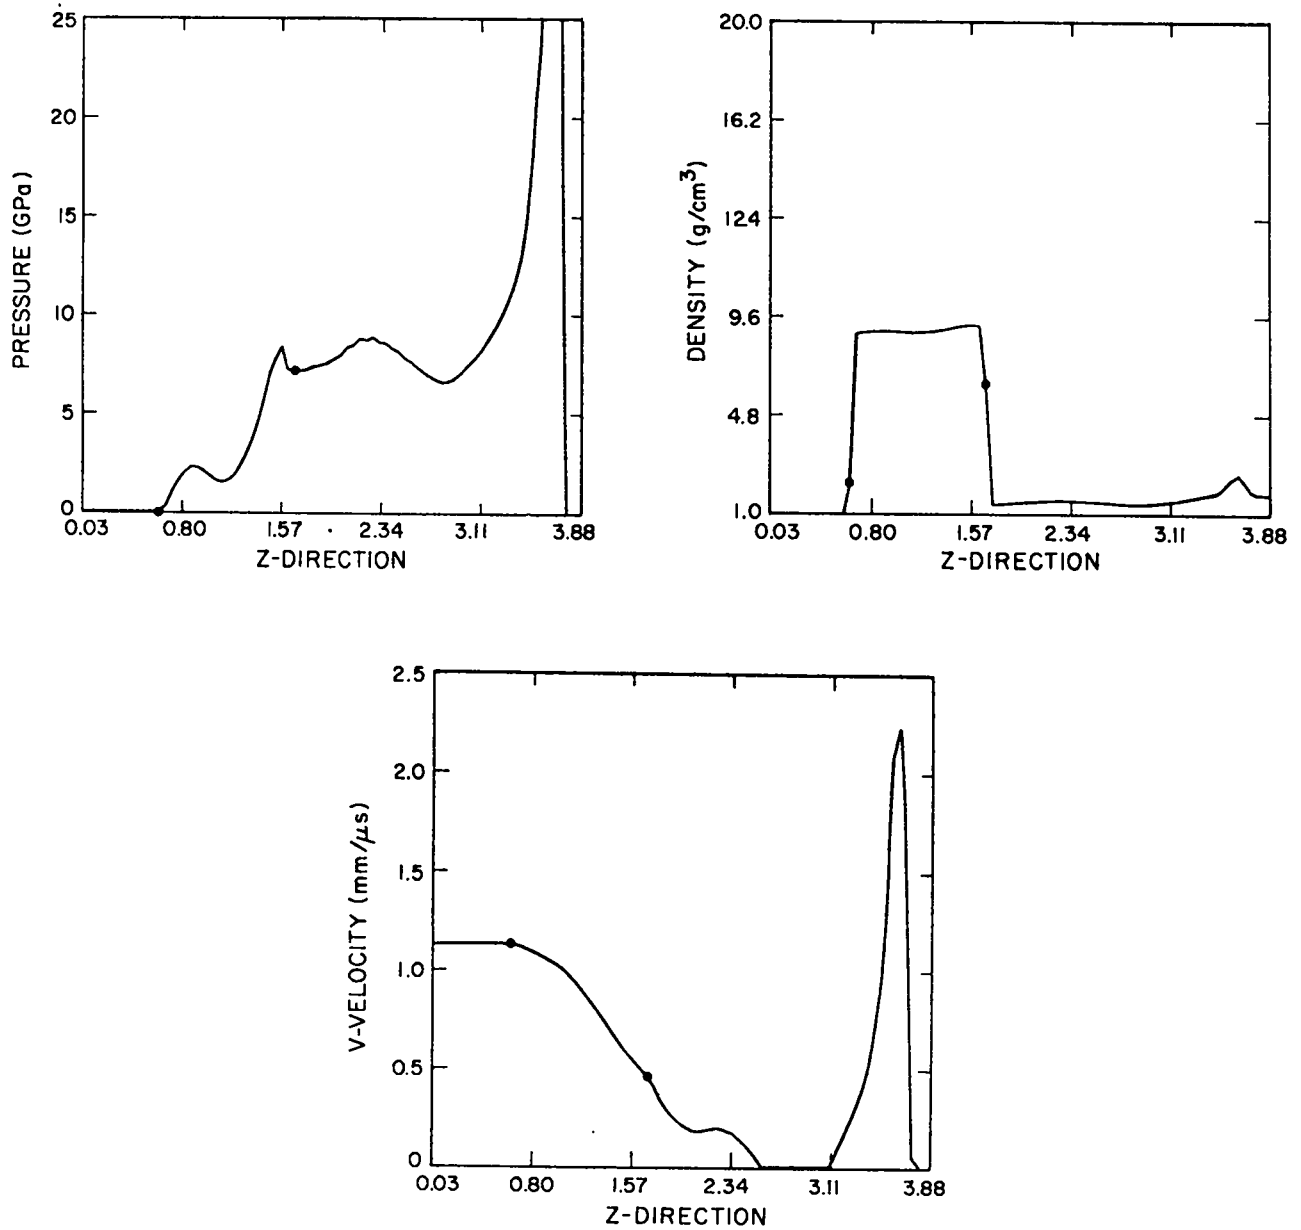 25
20
15
10
5
0
PRESSURE (GPa)
0.03 0.80 1.57 2.34 3.11 3.88
Z-DIRECTION
20.0
16.2
12.4
9.6
4.8
1.0
DENSITY (g/cm³)
0.03 0.80 1.57 2.34 3.11 3.88
Z-DIRECTION
2.5
2.0
1.5
1.0
0.5
0
V-VELOCITY (mm/μs)
0.03 0.80 1.57 2.34 3.11 3.88
Z-DIRECTION